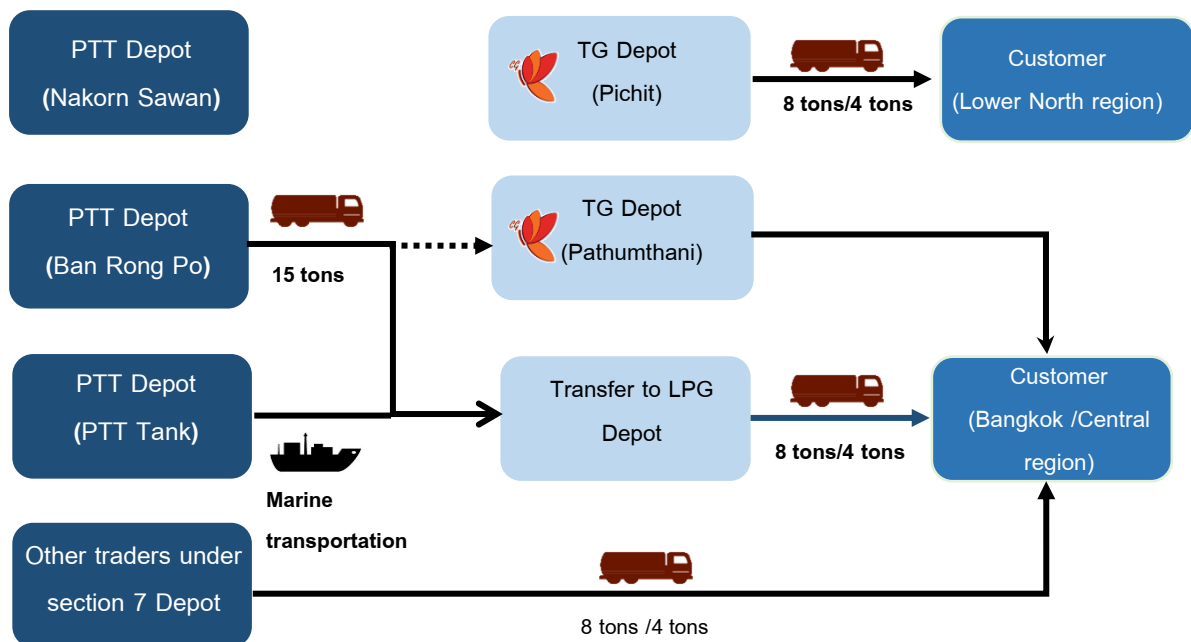 PTT Depot
(Nakorn Sawan)
CG
TG Depot
(Pichit)
8 tons/4 tons
Customer
(Lower North region)
PTT Depot
(Ban Rong Po)
15 tons
CG
TG Depot
(Pathumthani)
PTT Depot
(PTT Tank)
Marine
transportation
Transfer to LPG
Depot
8 tons/4 tons
Customer
(Bangkok /Central
region)
Other traders under
section 7 Depot
8 tons /4 tons